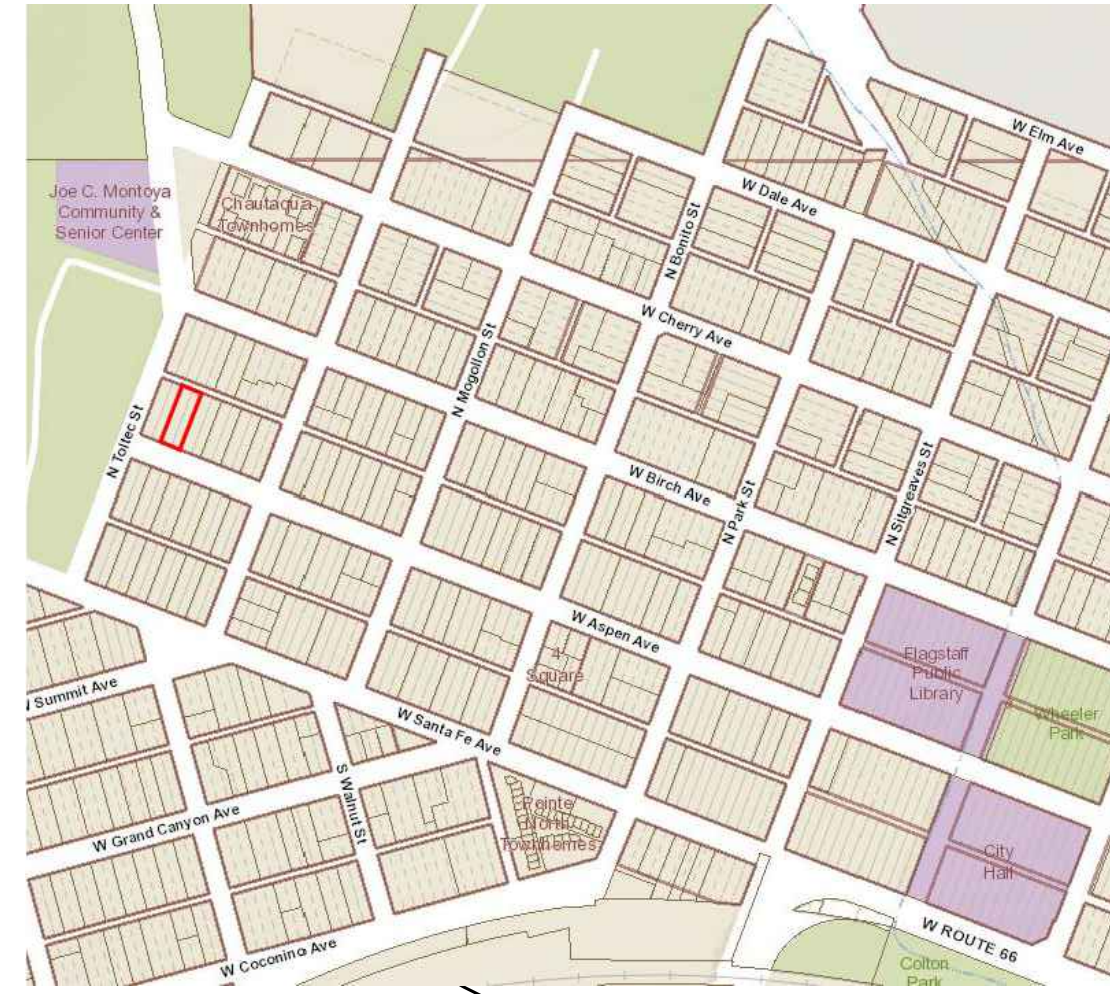 W Elm Ave
Joe C. Montoya
Community &
Senior Center
Chautauqua
Townhomes
W Dale Ave
N Bonito St
W Cherry Ave
N Mogollon St
N Toltec St
W Birch Ave
N Park St
N Sitgreaves St
W Aspen Ave
4
Square
Flagstaff
Public
Library
Wheeler
Park
W Summit Ave
W Santa Fe Ave
S Walnut St
W Grand Canyon Ave
Pointe
North
Townhomes
City
Hall
W Coconino Ave
W ROUTE 66
Colton
Park